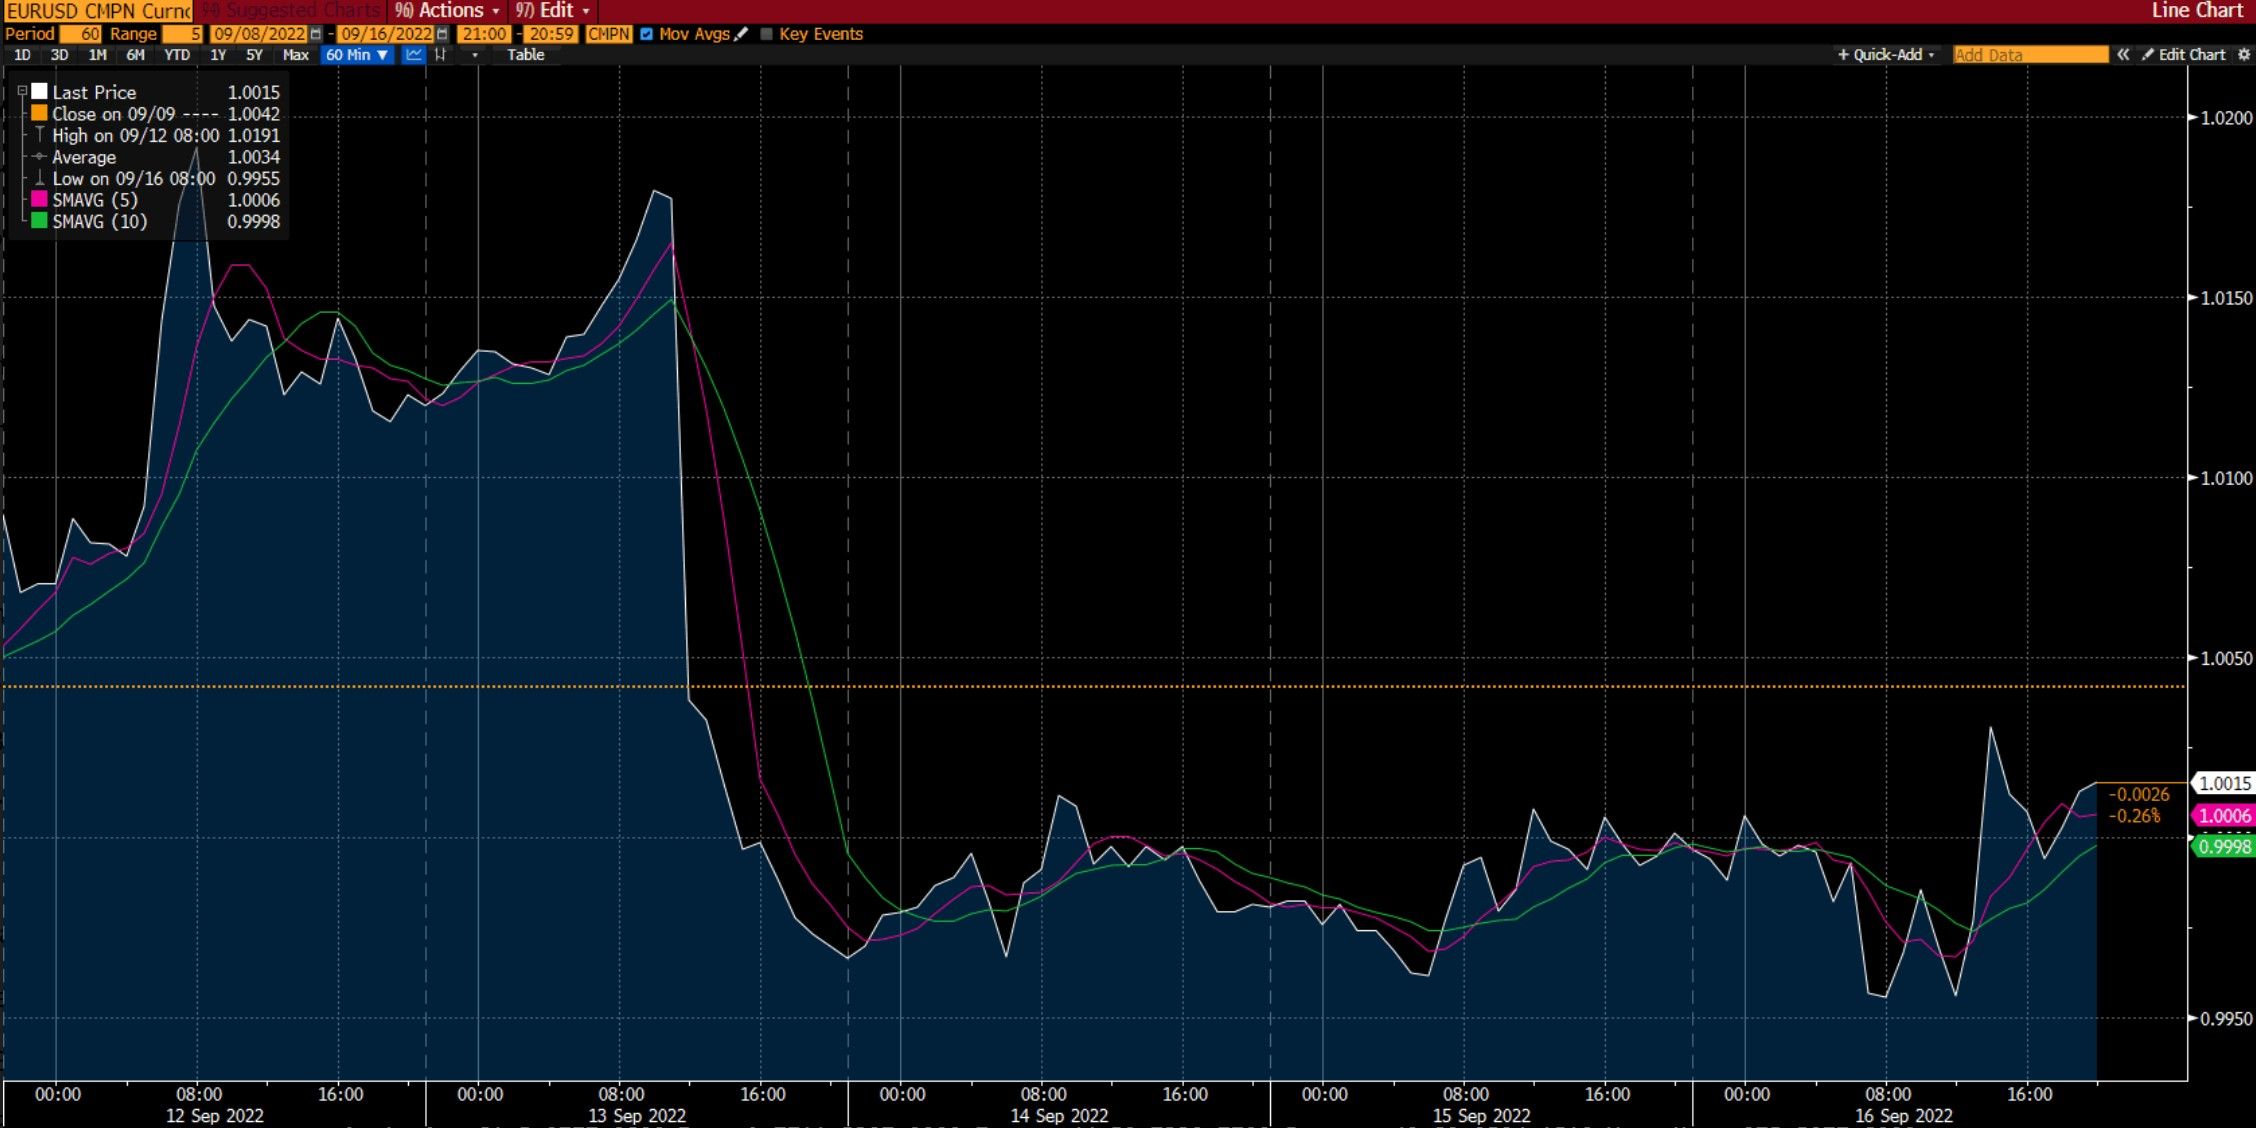 EURUSD CMPN Curnc 94) Suggested Charts 96) Actions 97) Edit Line Chart
Period 60 Range 5 09/08/2022 - 09/16/2022 21:00 - 20:59 CMPN Mov Avgs Key Events
1D 3D 1M 6M YTD 1Y 5Y Max 60 Min ▼ Table + Quick-Add Add Data « Edit Chart
Last Price 1.0015
Close on 09/09 ---- 1.0042
High on 09/12 08:00 1.0191
Average 1.0034
Low on 09/16 08:00 0.9955
SMAVG (5) 1.0006
SMAVG (10) 0.9998
1.0200
1.0150
1.0100
1.0050
1.0015
-0.0026
-0.26%
1.0006
0.9998
0.9950
00:00 08:00 16:00 00:00 08:00 16:00 00:00 08:00 16:00 00:00 08:00 16:00 00:00 08:00 16:00
12 Sep 2022 13 Sep 2022 14 Sep 2022 15 Sep 2022 16 Sep 2022